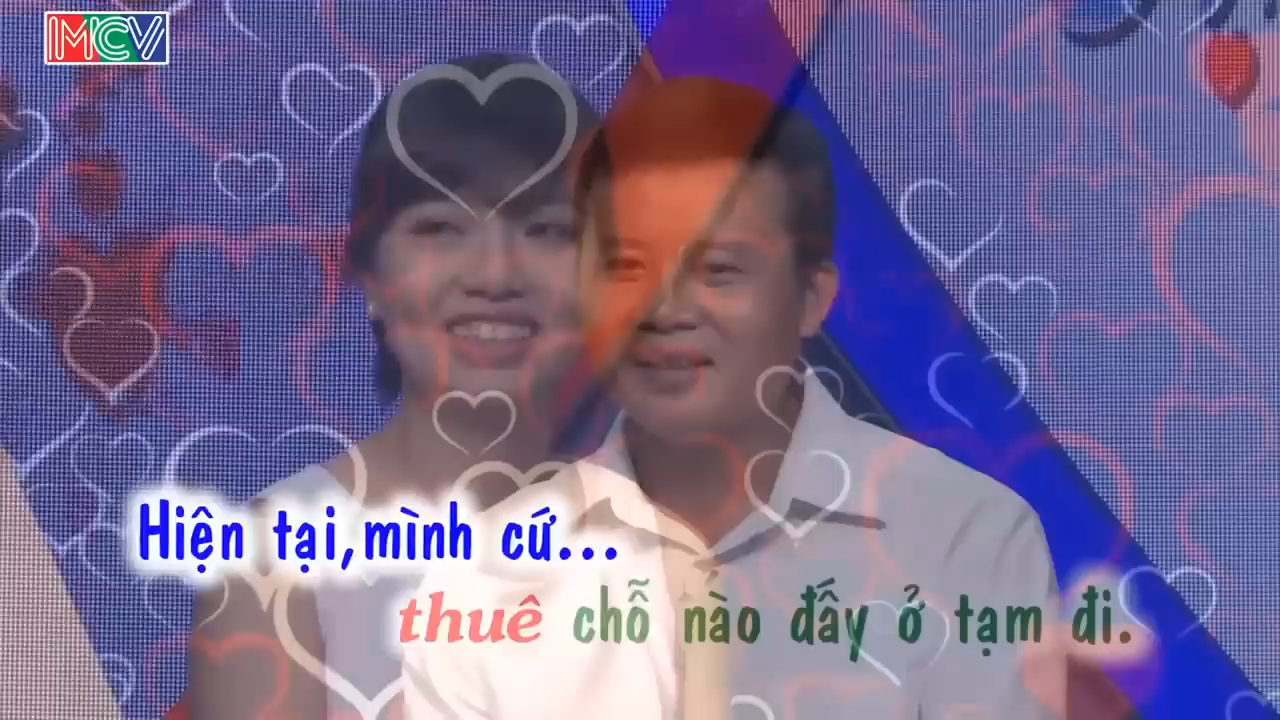 MCV
Hiện tại,mình cứ...
thuê chỗ nào đấy ở tạm đi.